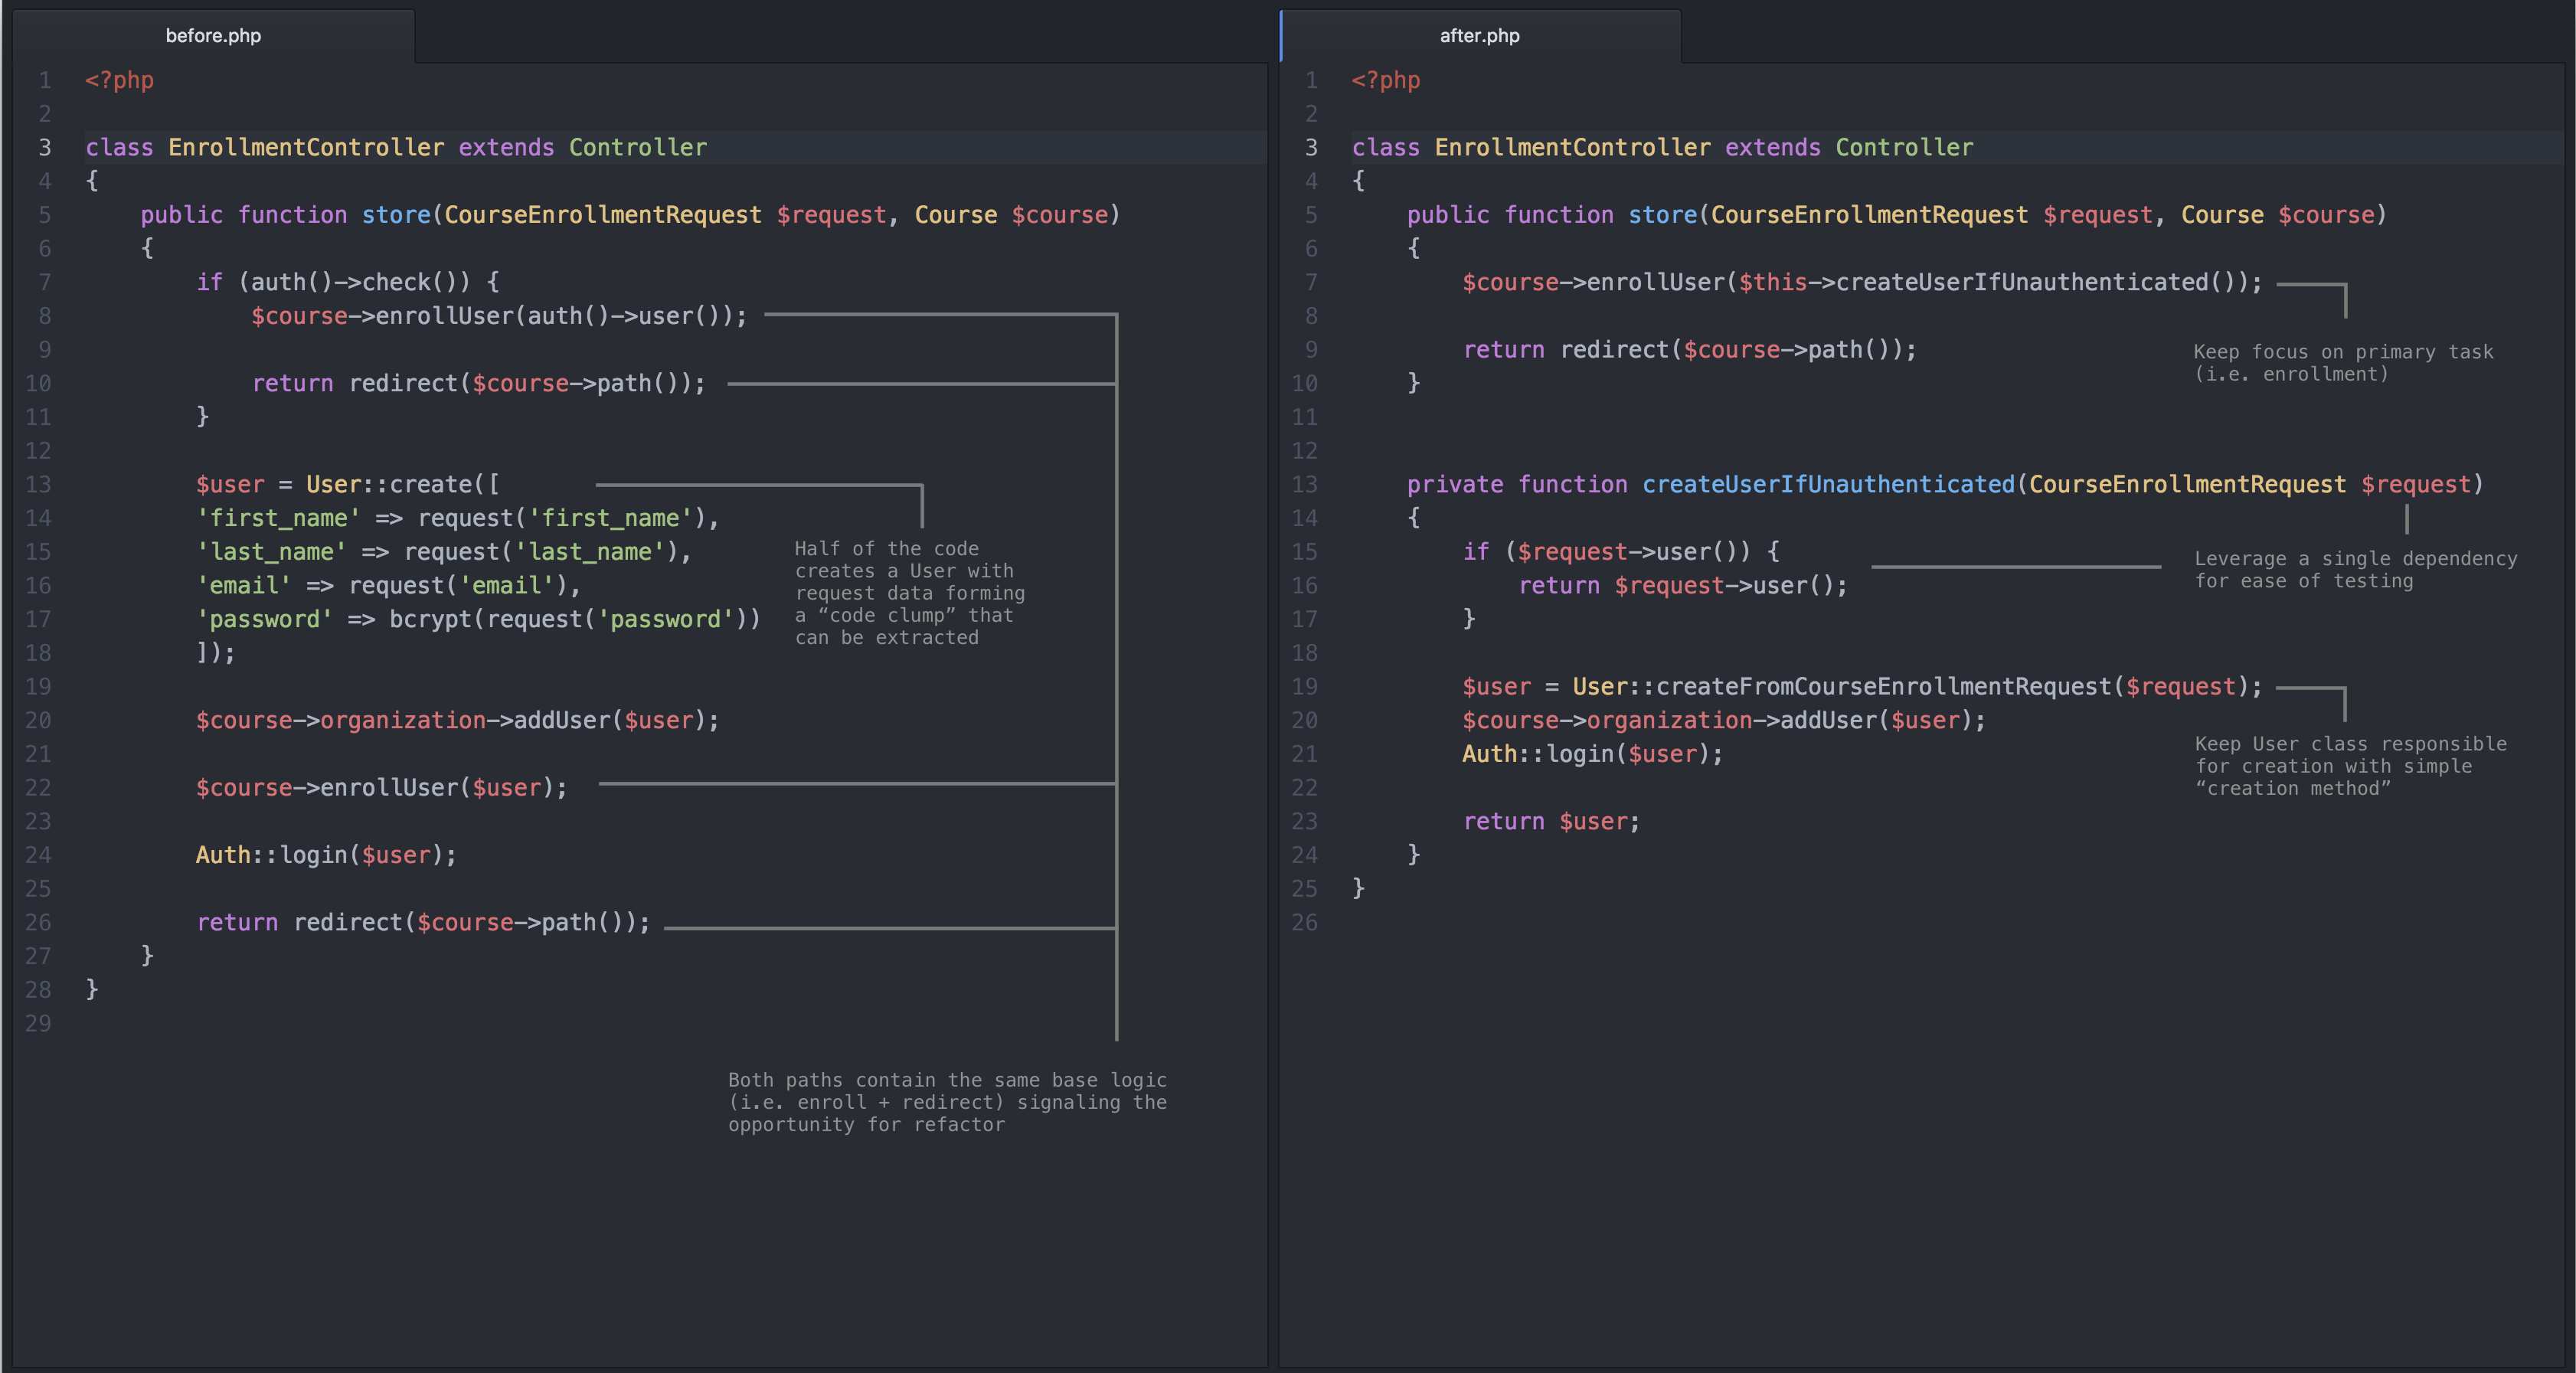 before.php
1 <?php
2
3 class EnrollmentController extends Controller
4 {
5     public function store(CourseEnrollmentRequest $request, Course $course)
6     {
7         if (auth()->check()) {
8             $course->enrollUser(auth()->user());
9
10             return redirect($course->path());
11         }
12
13         $user = User::create([
14         'first_name' => request('first_name'),
15         'last_name' => request('last_name'),
16         'email' => request('email'),
17         'password' => bcrypt(request('password'))
18         ]);
19
20         $course->organization->addUser($user);
21
22         $course->enrollUser($user);
23
24         Auth::login($user);
25
26         return redirect($course->path());
27     }
28 }
29
Half of the code
creates a User with
request data forming
a “code clump” that
can be extracted
Both paths contain the same base logic
(i.e. enroll + redirect) signaling the
opportunity for refactor
after.php
1 <?php
2
3 class EnrollmentController extends Controller
4 {
5     public function store(CourseEnrollmentRequest $request, Course $course)
6     {
7         $course->enrollUser($this->createUserIfUnauthenticated());
8
9         return redirect($course->path());
10     }
11
12
13     private function createUserIfUnauthenticated(CourseEnrollmentRequest $request)
14     {
15         if ($request->user()) {
16             return $request->user();
17         }
18
19         $user = User::createFromCourseEnrollmentRequest($request);
20         $course->organization->addUser($user);
21         Auth::login($user);
22
23         return $user;
24     }
25 }
26
Keep focus on primary task
(i.e. enrollment)
Leverage a single dependency
for ease of testing
Keep User class responsible
for creation with simple
“creation method”